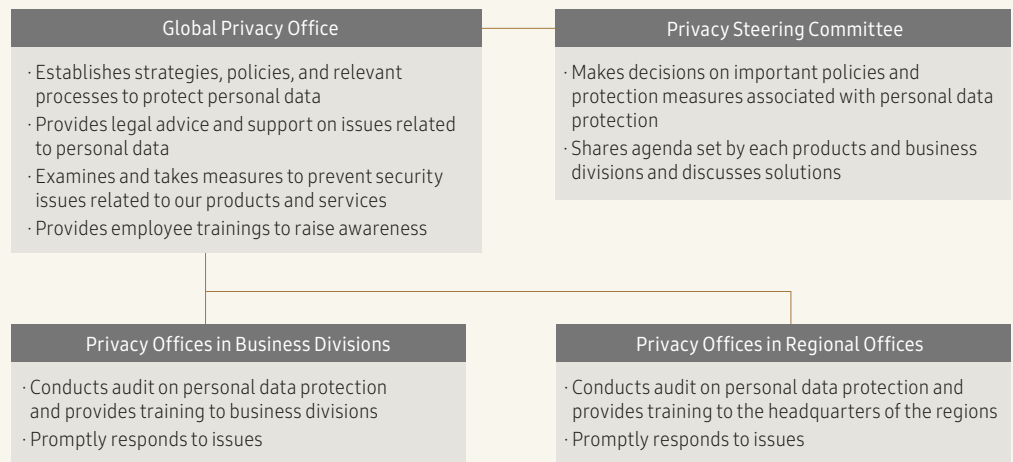 Global Privacy Office
· Establishes strategies, policies, and relevant
processes to protect personal data
· Provides legal advice and support on issues related
to personal data
· Examines and takes measures to prevent security
issues related to our products and services
· Provides employee trainings to raise awareness
Privacy Steering Committee
· Makes decisions on important policies and
protection measures associated with personal data
protection
· Shares agenda set by each products and business
divisions and discusses solutions
Privacy Offices in Business Divisions
· Conducts audit on personal data protection
and provides training to business divisions
· Promptly responds to issues
Privacy Offices in Regional Offices
· Conducts audit on personal data protection and
provides training to the headquarters of the regions
· Promptly responds to issues